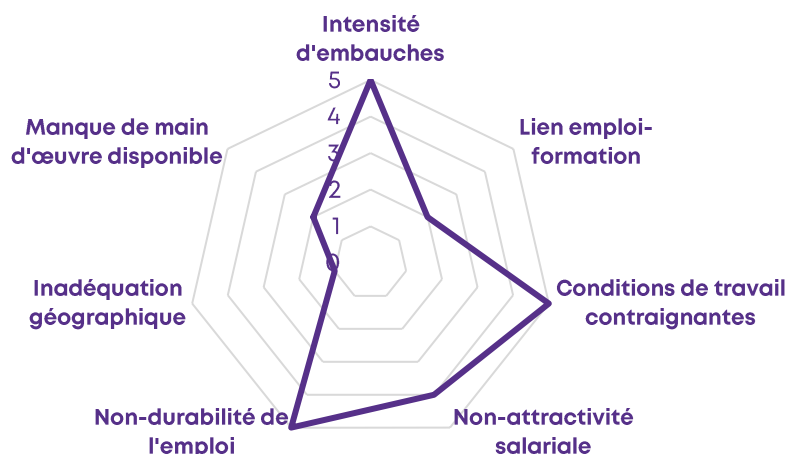 Intensité
d'embauches
5
4
3
2
1
0
Lien emploi-
formation
Conditions de travail
contraignantes
Non-attractivité
salariale
Non-durabilité de
l'emploi
Inadéquation
géographique
Manque de main
d'œuvre disponible